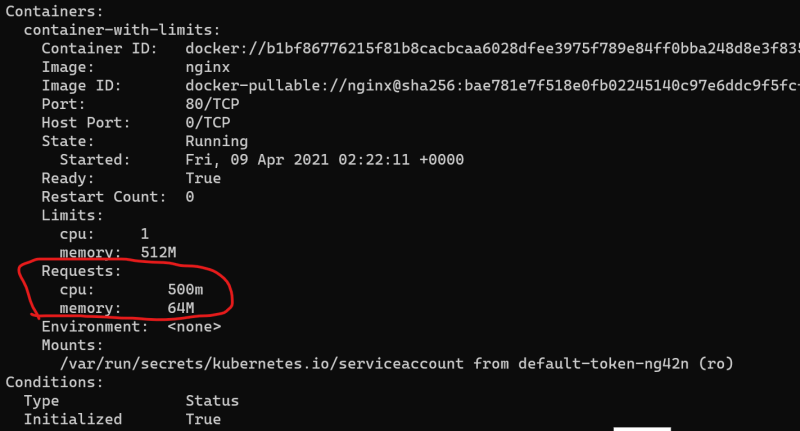 Containers:
container-with-limits:
Container ID: docker://b1bf86776215f81b8cacbcaa6028dfee3975f789e84ff0bba248d8e3f835
Image: nginx
Image ID: docker-pullable://nginx@sha256:bae781e7f518e0fb02245140c97e6ddc9f5fc
Port: 80/TCP
Host Port: 0/TCP
State: Running
Started: Fri, 09 Apr 2021 02:22:11 +0000
Ready: True
Restart Count: 0
Limits:
cpu: 1
memory: 512M
Requests:
cpu: 500m
memory: 64M
Environment: <none>
Mounts:
/var/run/secrets/kubernetes.io/serviceaccount from default-token-ng42n (ro)
Conditions:
Type Status
Initialized True